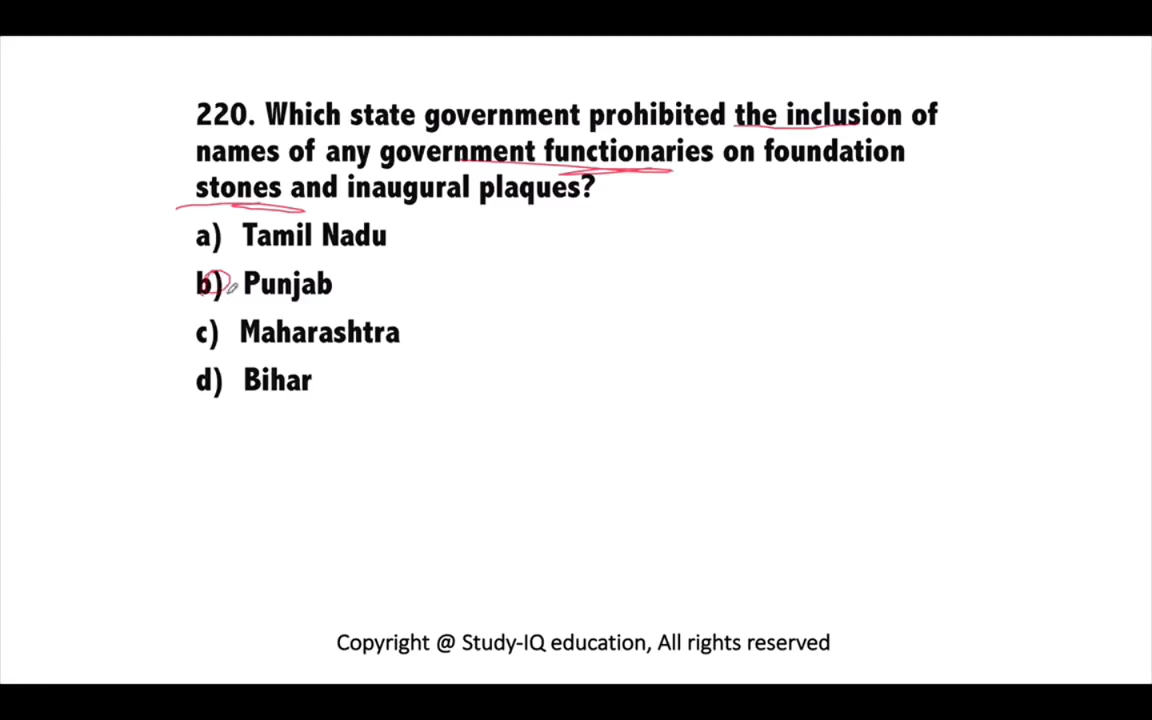 220. Which state government prohibited the inclusion of
names of any government functionaries on foundation
stones and inaugural plaques?
a) Tamil Nadu
b) Punjab
c) Maharashtra
d) Bihar
Copyright @ Study-IQ education, All rights reserved